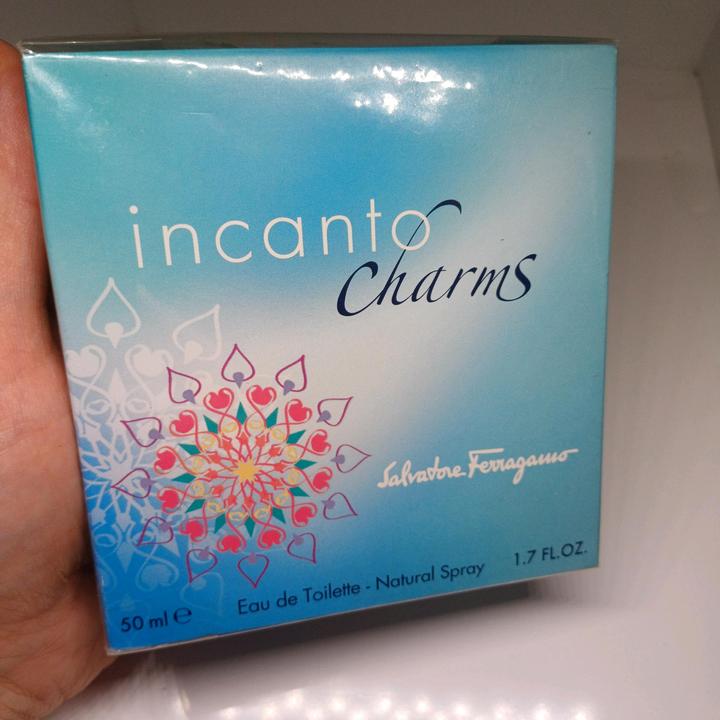 incanto
Charms
Salvatore Ferragamo
50 ml ℮ Eau de Toilette - Natural Spray 1.7 FL.OZ.